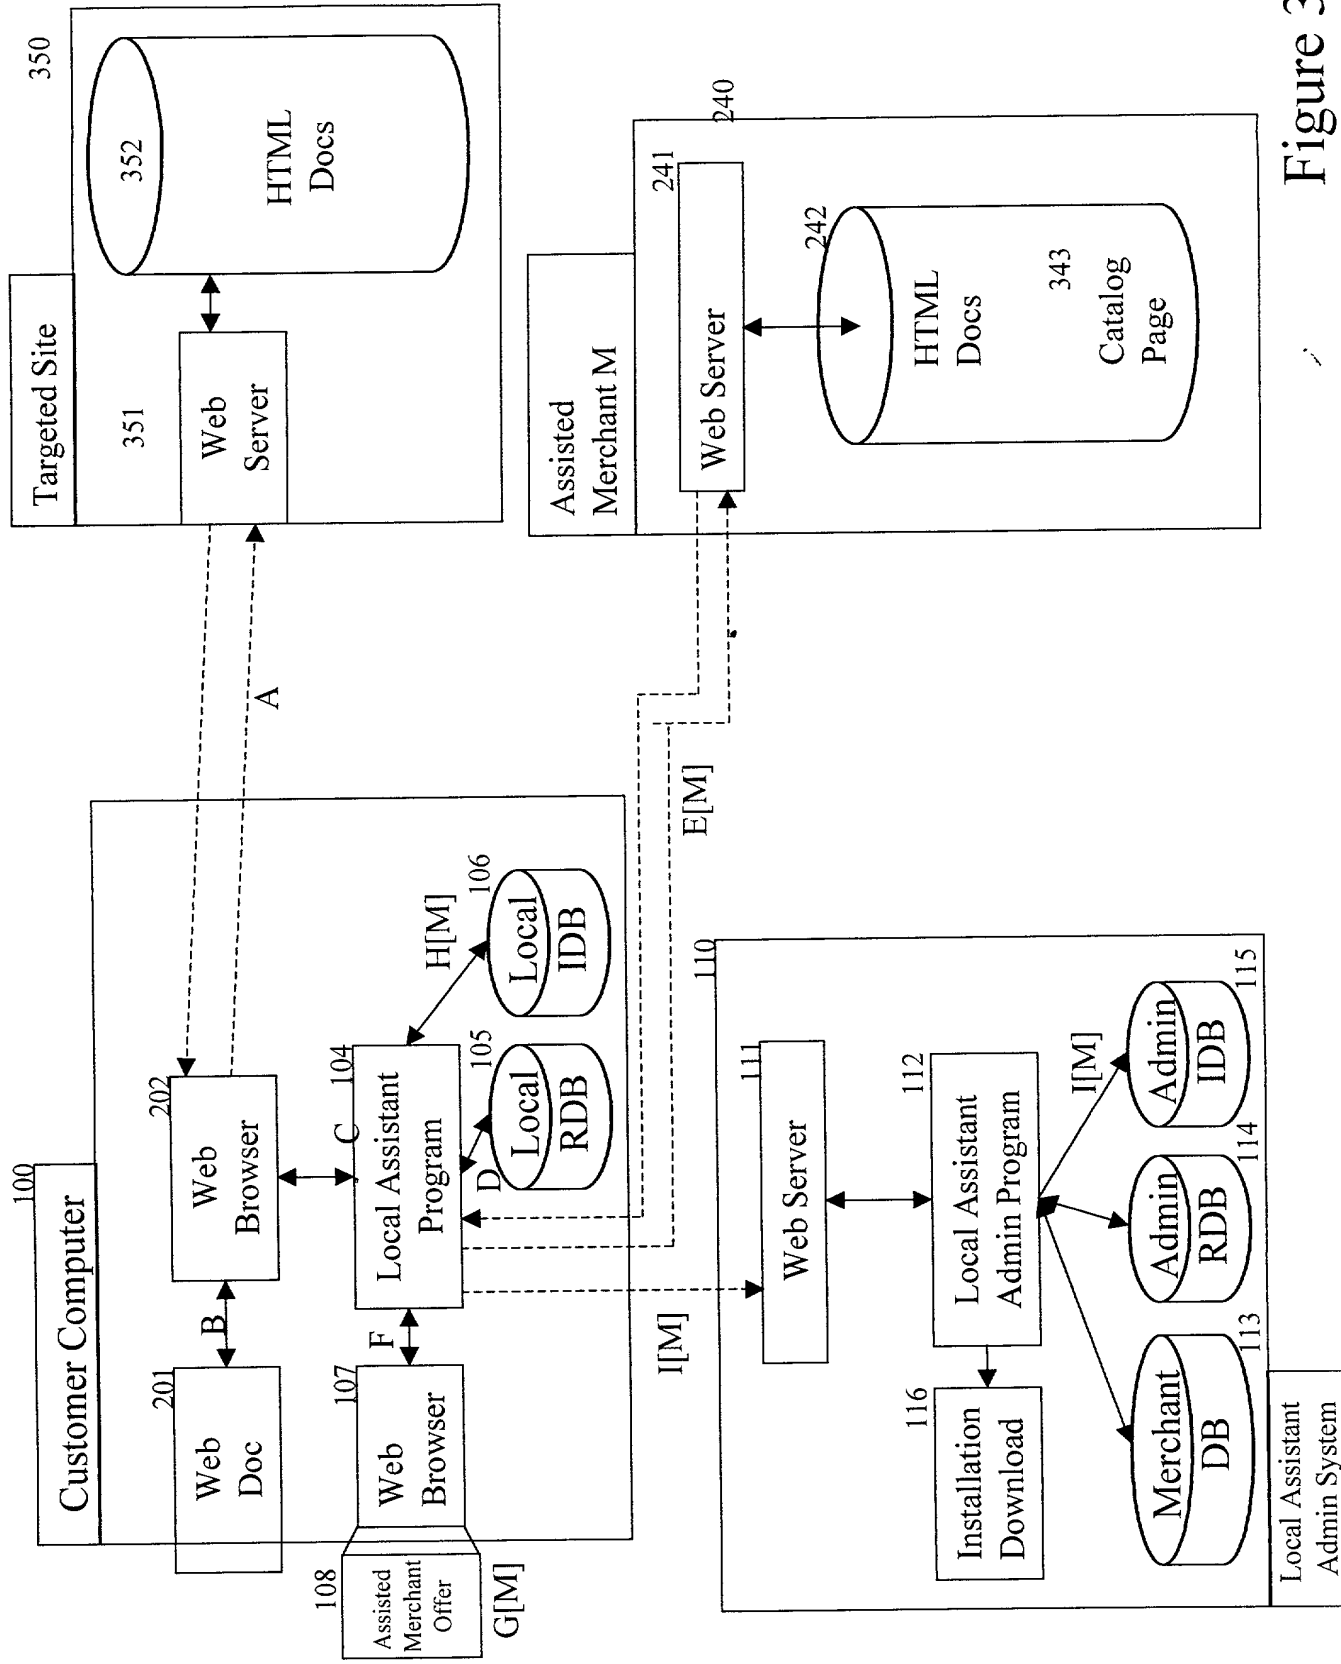 Customer Computer
100
201
Web
Doc
B
202
Web
Browser
A
108
Assisted
Merchant
Offer
G[M]
107
Web
Browser
F
C
104
Local Assistant
Program
D
105
Local
RDB
H[M]
106
Local
IDB
Targeted Site
350
351
Web
Server
352
HTML
Docs
I[M]
E[M]
Assisted
Merchant M
240
241
Web Server
242
HTML
Docs
343
Catalog
Page
110
111
Web Server
112
Local Assistant
Admin Program
116
Installation
Download
I[M]
Merchant
DB
113
Admin
RDB
114
Admin
IDB
115
Local Assistant
Admin System
Figure 3